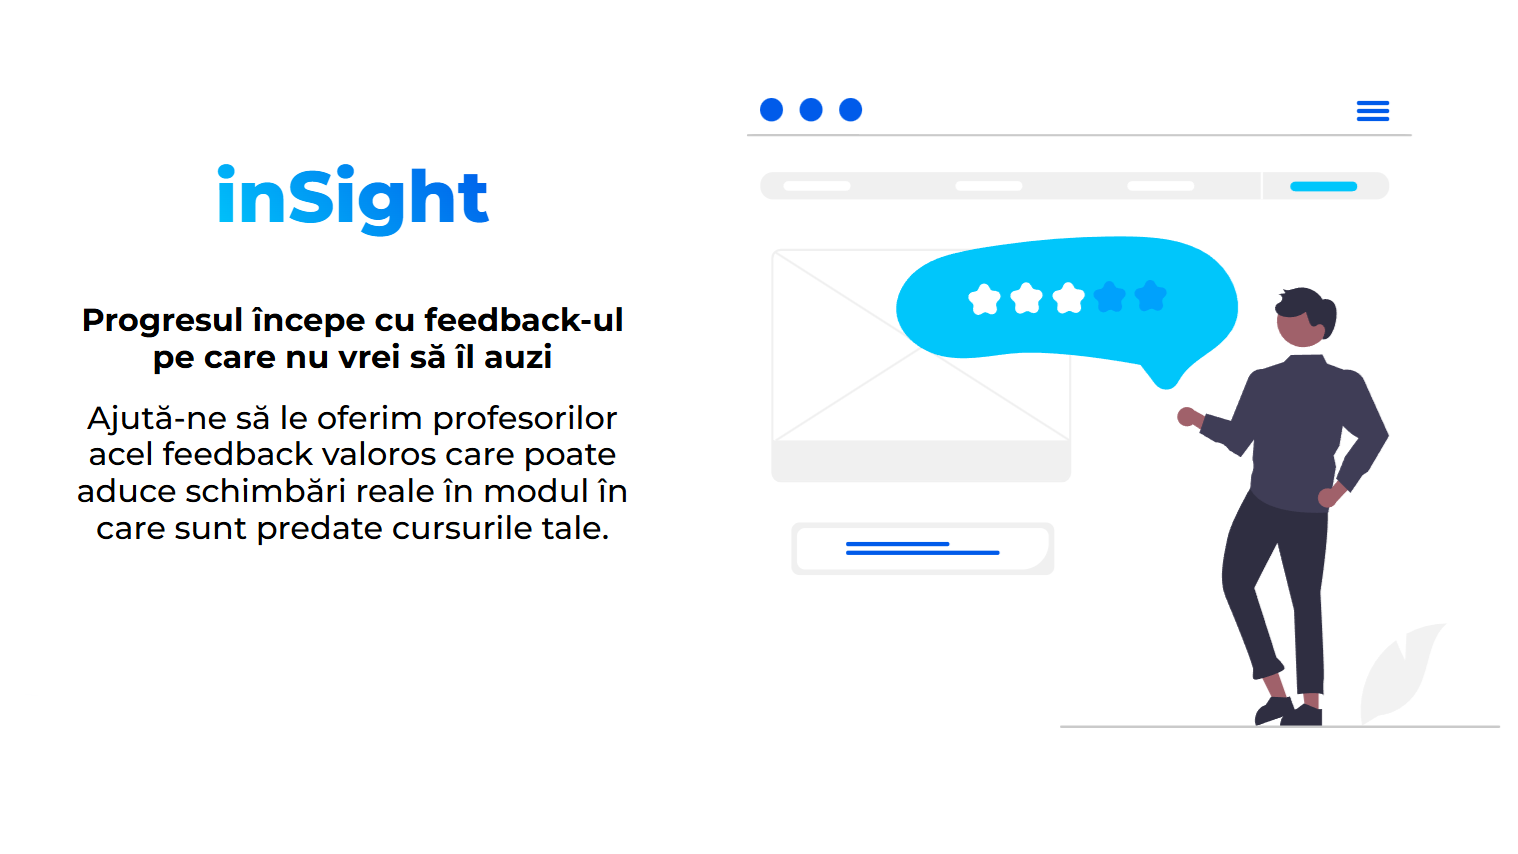 inSight
Progresul începe cu feedback-ul
pe care nu vrei să îl auzi
Ajută-ne să le oferim profesorilor
acel feedback valoros care poate
aduce schimbări reale în modul în
care sunt predate cursurile tale.